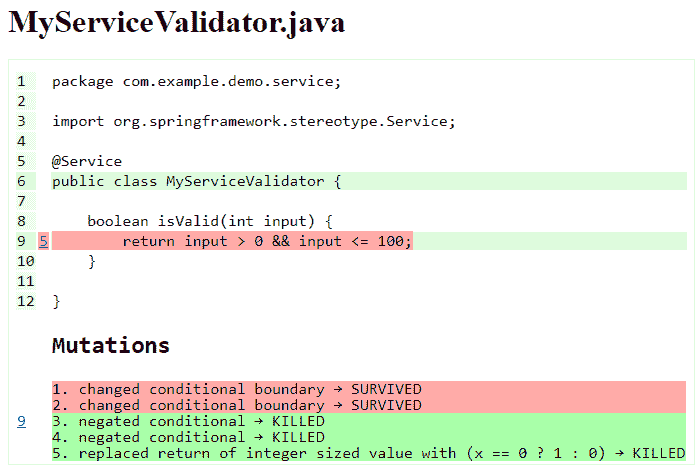 MyServiceValidator.java
1 package com.example.demo.service;
2
3 import org.springframework.stereotype.Service;
4
5 @Service
6 public class MyServiceValidator {
7
8 boolean isValid(int input) {
9 5 return input > 0 && input <= 100;
10 }
11
12 }
Mutations
1. changed conditional boundary → SURVIVED
2. changed conditional boundary → SURVIVED
9 3. negated conditional → KILLED
4. negated conditional → KILLED
5. replaced return of integer sized value with (x == 0 ? 1 : 0) → KILLED